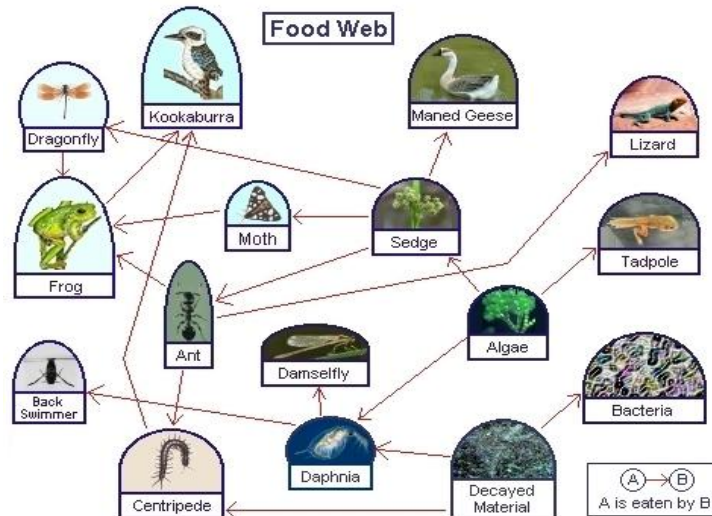 Food Web
Kookaburra
Maned Geese
Dragonfly
Lizard
Moth
Sedge
Tadpole
Frog
Ant
Algae
Damselfly
Back
Swimmer
Bacteria
Centripede
Daphnia
Decayed
Material
A B
A is eaten by B